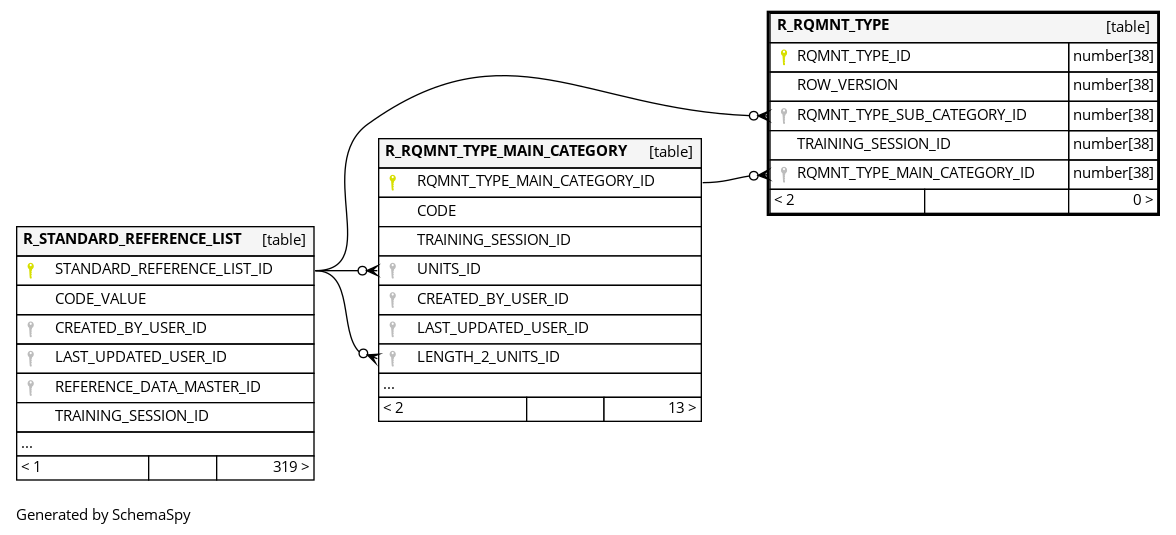 R_RQMNT_TYPE [table]
RQMNT_TYPE_ID number[38]
ROW_VERSION number[38]
RQMNT_TYPE_SUB_CATEGORY_ID number[38]
TRAINING_SESSION_ID number[38]
RQMNT_TYPE_MAIN_CATEGORY_ID number[38]
< 2 0 >
R_RQMNT_TYPE_MAIN_CATEGORY [table]
RQMNT_TYPE_MAIN_CATEGORY_ID
CODE
TRAINING_SESSION_ID
UNITS_ID
CREATED_BY_USER_ID
LAST_UPDATED_USER_ID
LENGTH_2_UNITS_ID
...
< 2 13 >
R_STANDARD_REFERENCE_LIST [table]
STANDARD_REFERENCE_LIST_ID
CODE_VALUE
CREATED_BY_USER_ID
LAST_UPDATED_USER_ID
REFERENCE_DATA_MASTER_ID
TRAINING_SESSION_ID
...
< 1 319 >
Generated by SchemaSpy